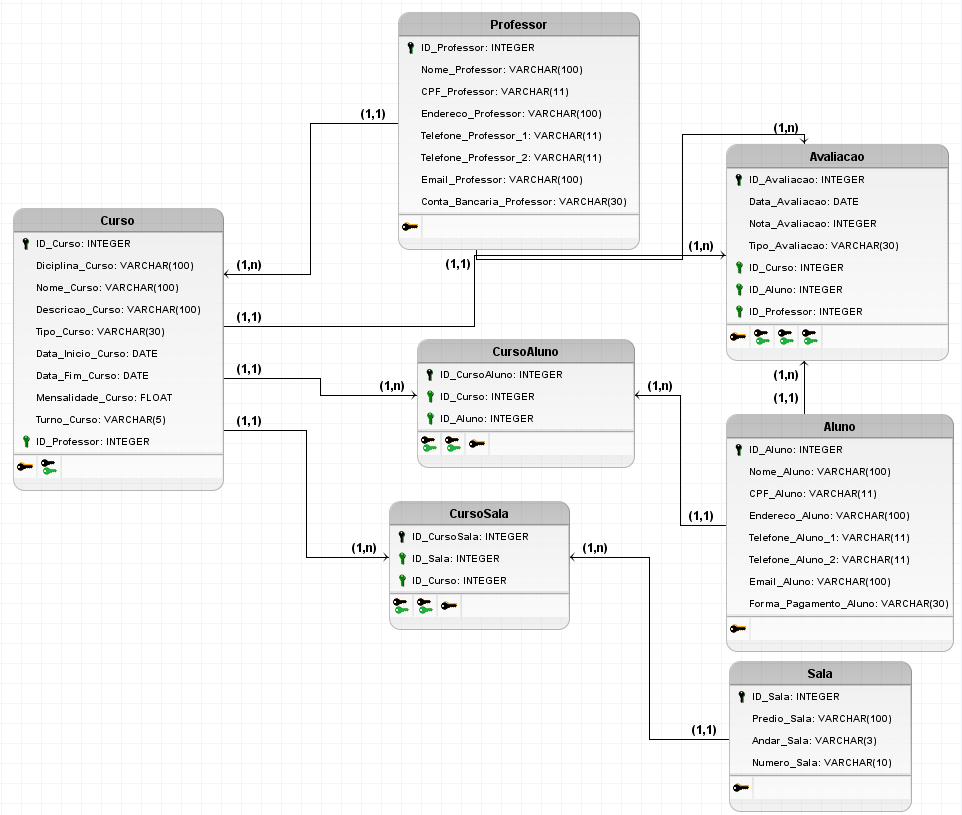 Professor
ID_Professor: INTEGER
Nome_Professor: VARCHAR(100)
CPF_Professor: VARCHAR(11)
Endereco_Professor: VARCHAR(100)
Telefone_Professor_1: VARCHAR(11)
Telefone_Professor_2: VARCHAR(11)
Email_Professor: VARCHAR(100)
Conta_Bancaria_Professor: VARCHAR(30)
(1,1)
(1,n)
(1,1)
(1,n)
Avaliacao
ID_Avaliacao: INTEGER
Data_Avaliacao: DATE
Nota_Avaliacao: INTEGER
Tipo_Avaliacao: VARCHAR(30)
ID_Curso: INTEGER
ID_Aluno: INTEGER
ID_Professor: INTEGER
Curso
ID_Curso: INTEGER
Diciplina_Curso: VARCHAR(100)
Nome_Curso: VARCHAR(100)
Descricao_Curso: VARCHAR(100)
Tipo_Curso: VARCHAR(30)
Data_Inicio_Curso: DATE
Data_Fim_Curso: DATE
Mensalidade_Curso: FLOAT
Turno_Curso: VARCHAR(5)
ID_Professor: INTEGER
(1,n)
(1,1)
(1,1)
(1,n)
(1,1)
CursoAluno
ID_CursoAluno: INTEGER
ID_Curso: INTEGER
ID_Aluno: INTEGER
(1,n)
(1,n)
(1,1)
Aluno
ID_Aluno: INTEGER
Nome_Aluno: VARCHAR(100)
CPF_Aluno: VARCHAR(11)
Endereco_Aluno: VARCHAR(100)
Telefone_Aluno_1: VARCHAR(11)
Telefone_Aluno_2: VARCHAR(11)
Email_Aluno: VARCHAR(100)
Forma_Pagamento_Aluno: VARCHAR(30)
(1,1)
CursoSala
ID_CursoSala: INTEGER
ID_Sala: INTEGER
ID_Curso: INTEGER
(1,n)
(1,n)
(1,1)
Sala
ID_Sala: INTEGER
Predio_Sala: VARCHAR(100)
Andar_Sala: VARCHAR(3)
Numero_Sala: VARCHAR(10)